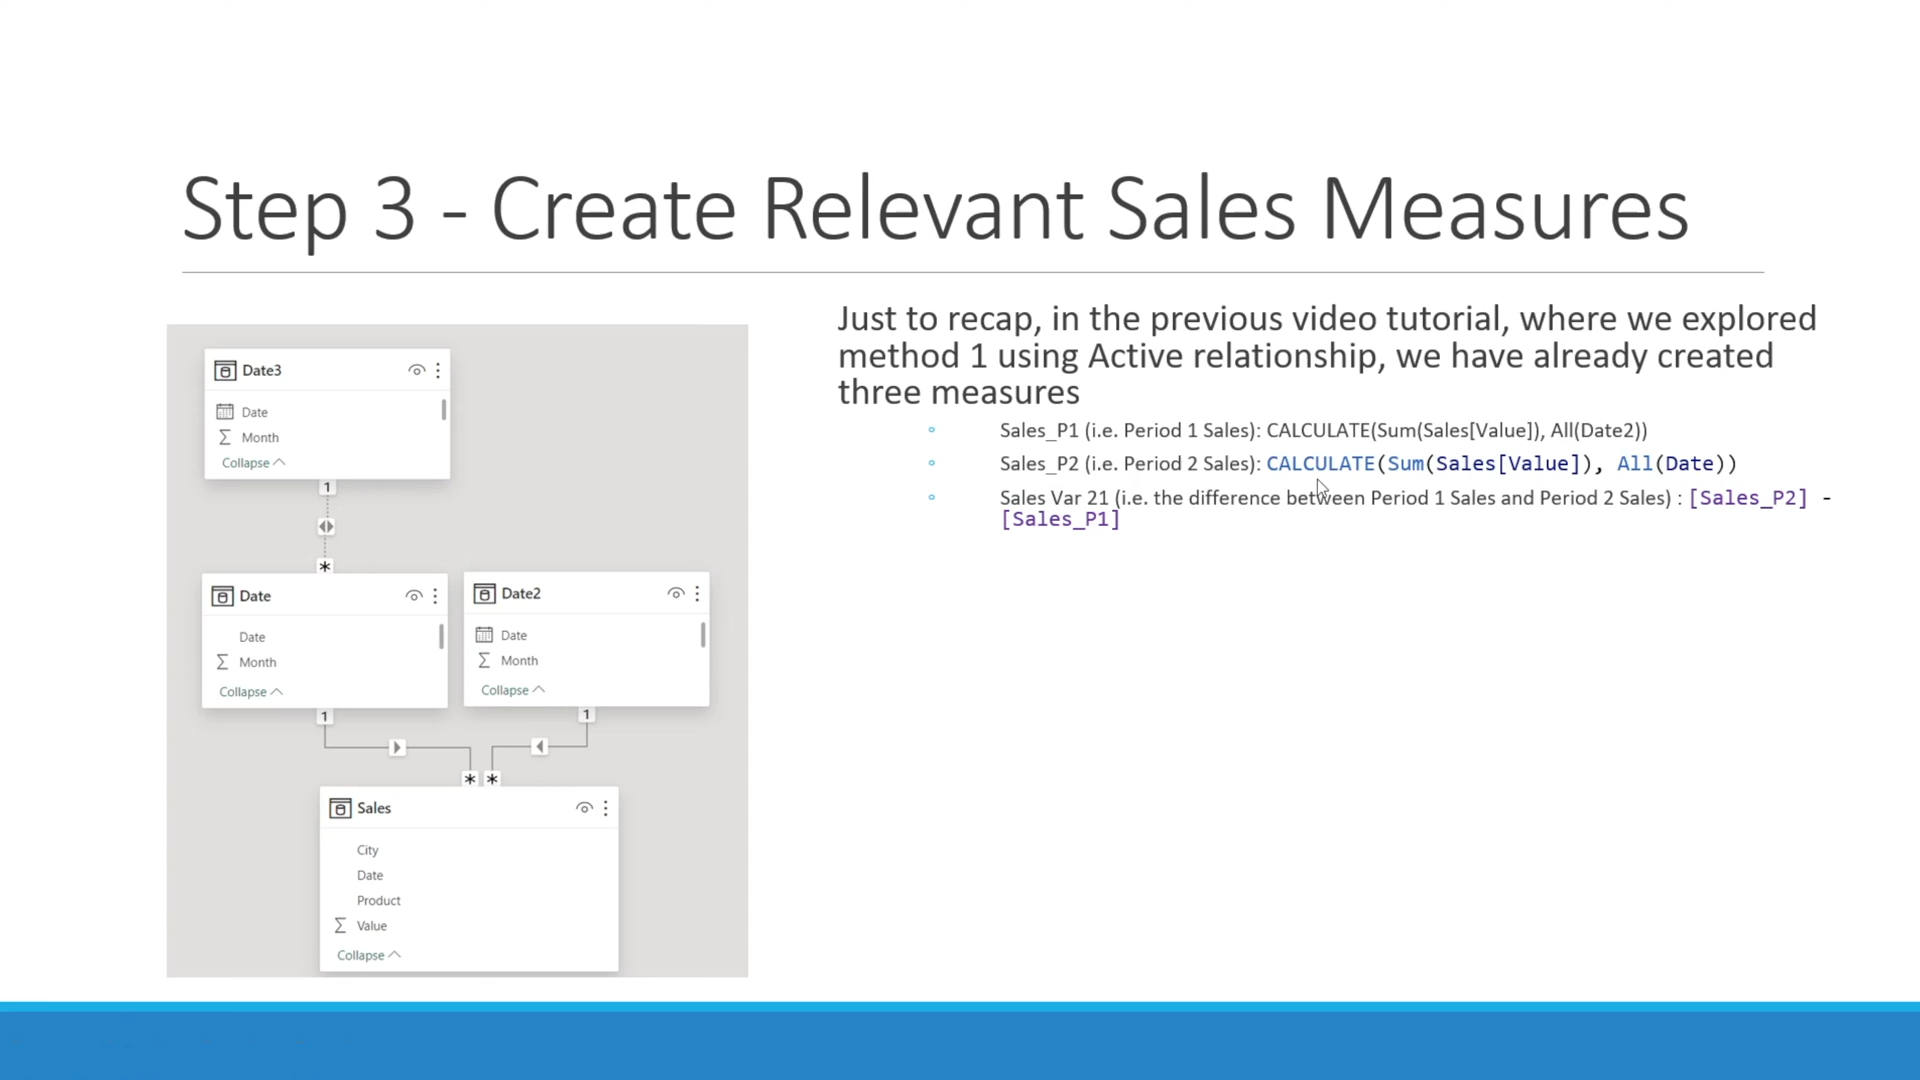 Step 3 - Create Relevant Sales Measures
Date3
Date
Month
Collapse
1
*
Date
Date
Month
Collapse
1
Date2
Date
Month
Collapse
1
* *
Sales
City
Date
Product
Value
Collapse
Just to recap, in the previous video tutorial, where we explored
method 1 using Active relationship, we have already created
three measures
Sales_P1 (i.e. Period 1 Sales): CALCULATE(Sum(Sales[Value]), All(Date2))
Sales_P2 (i.e. Period 2 Sales): CALCULATE(Sum(Sales[Value]), All(Date))
Sales Var 21 (i.e. the difference between Period 1 Sales and Period 2 Sales) : [Sales_P2] -
[Sales_P1]